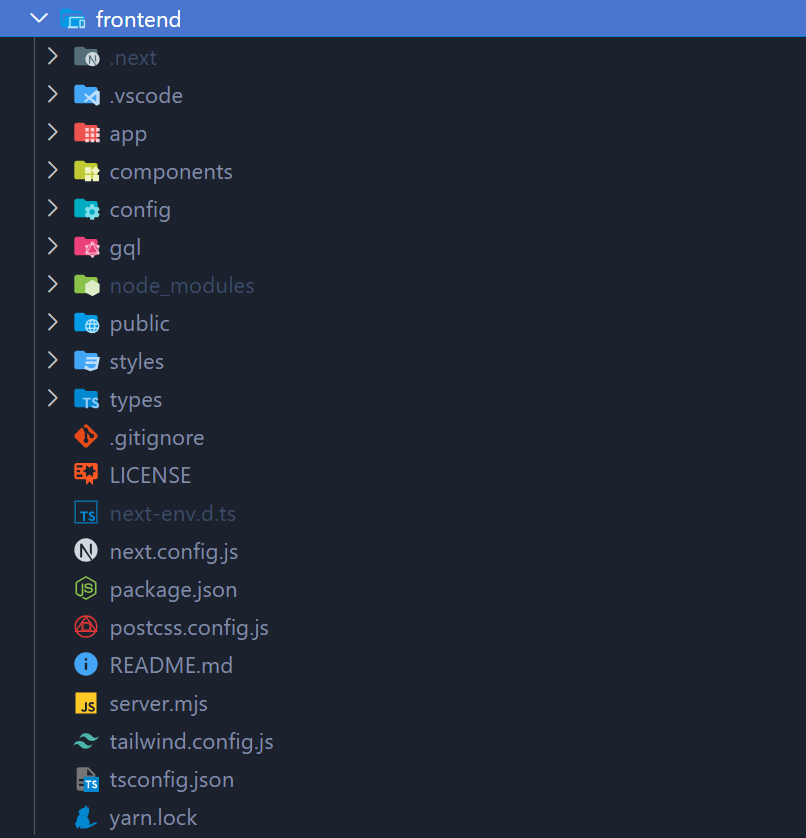 frontend
.next
.vscode
app
components
config
gql
node_modules
public
styles
types
.gitignore
LICENSE
next-env.d.ts
next.config.js
package.json
postcss.config.js
README.md
server.mjs
tailwind.config.js
tsconfig.json
yarn.lock